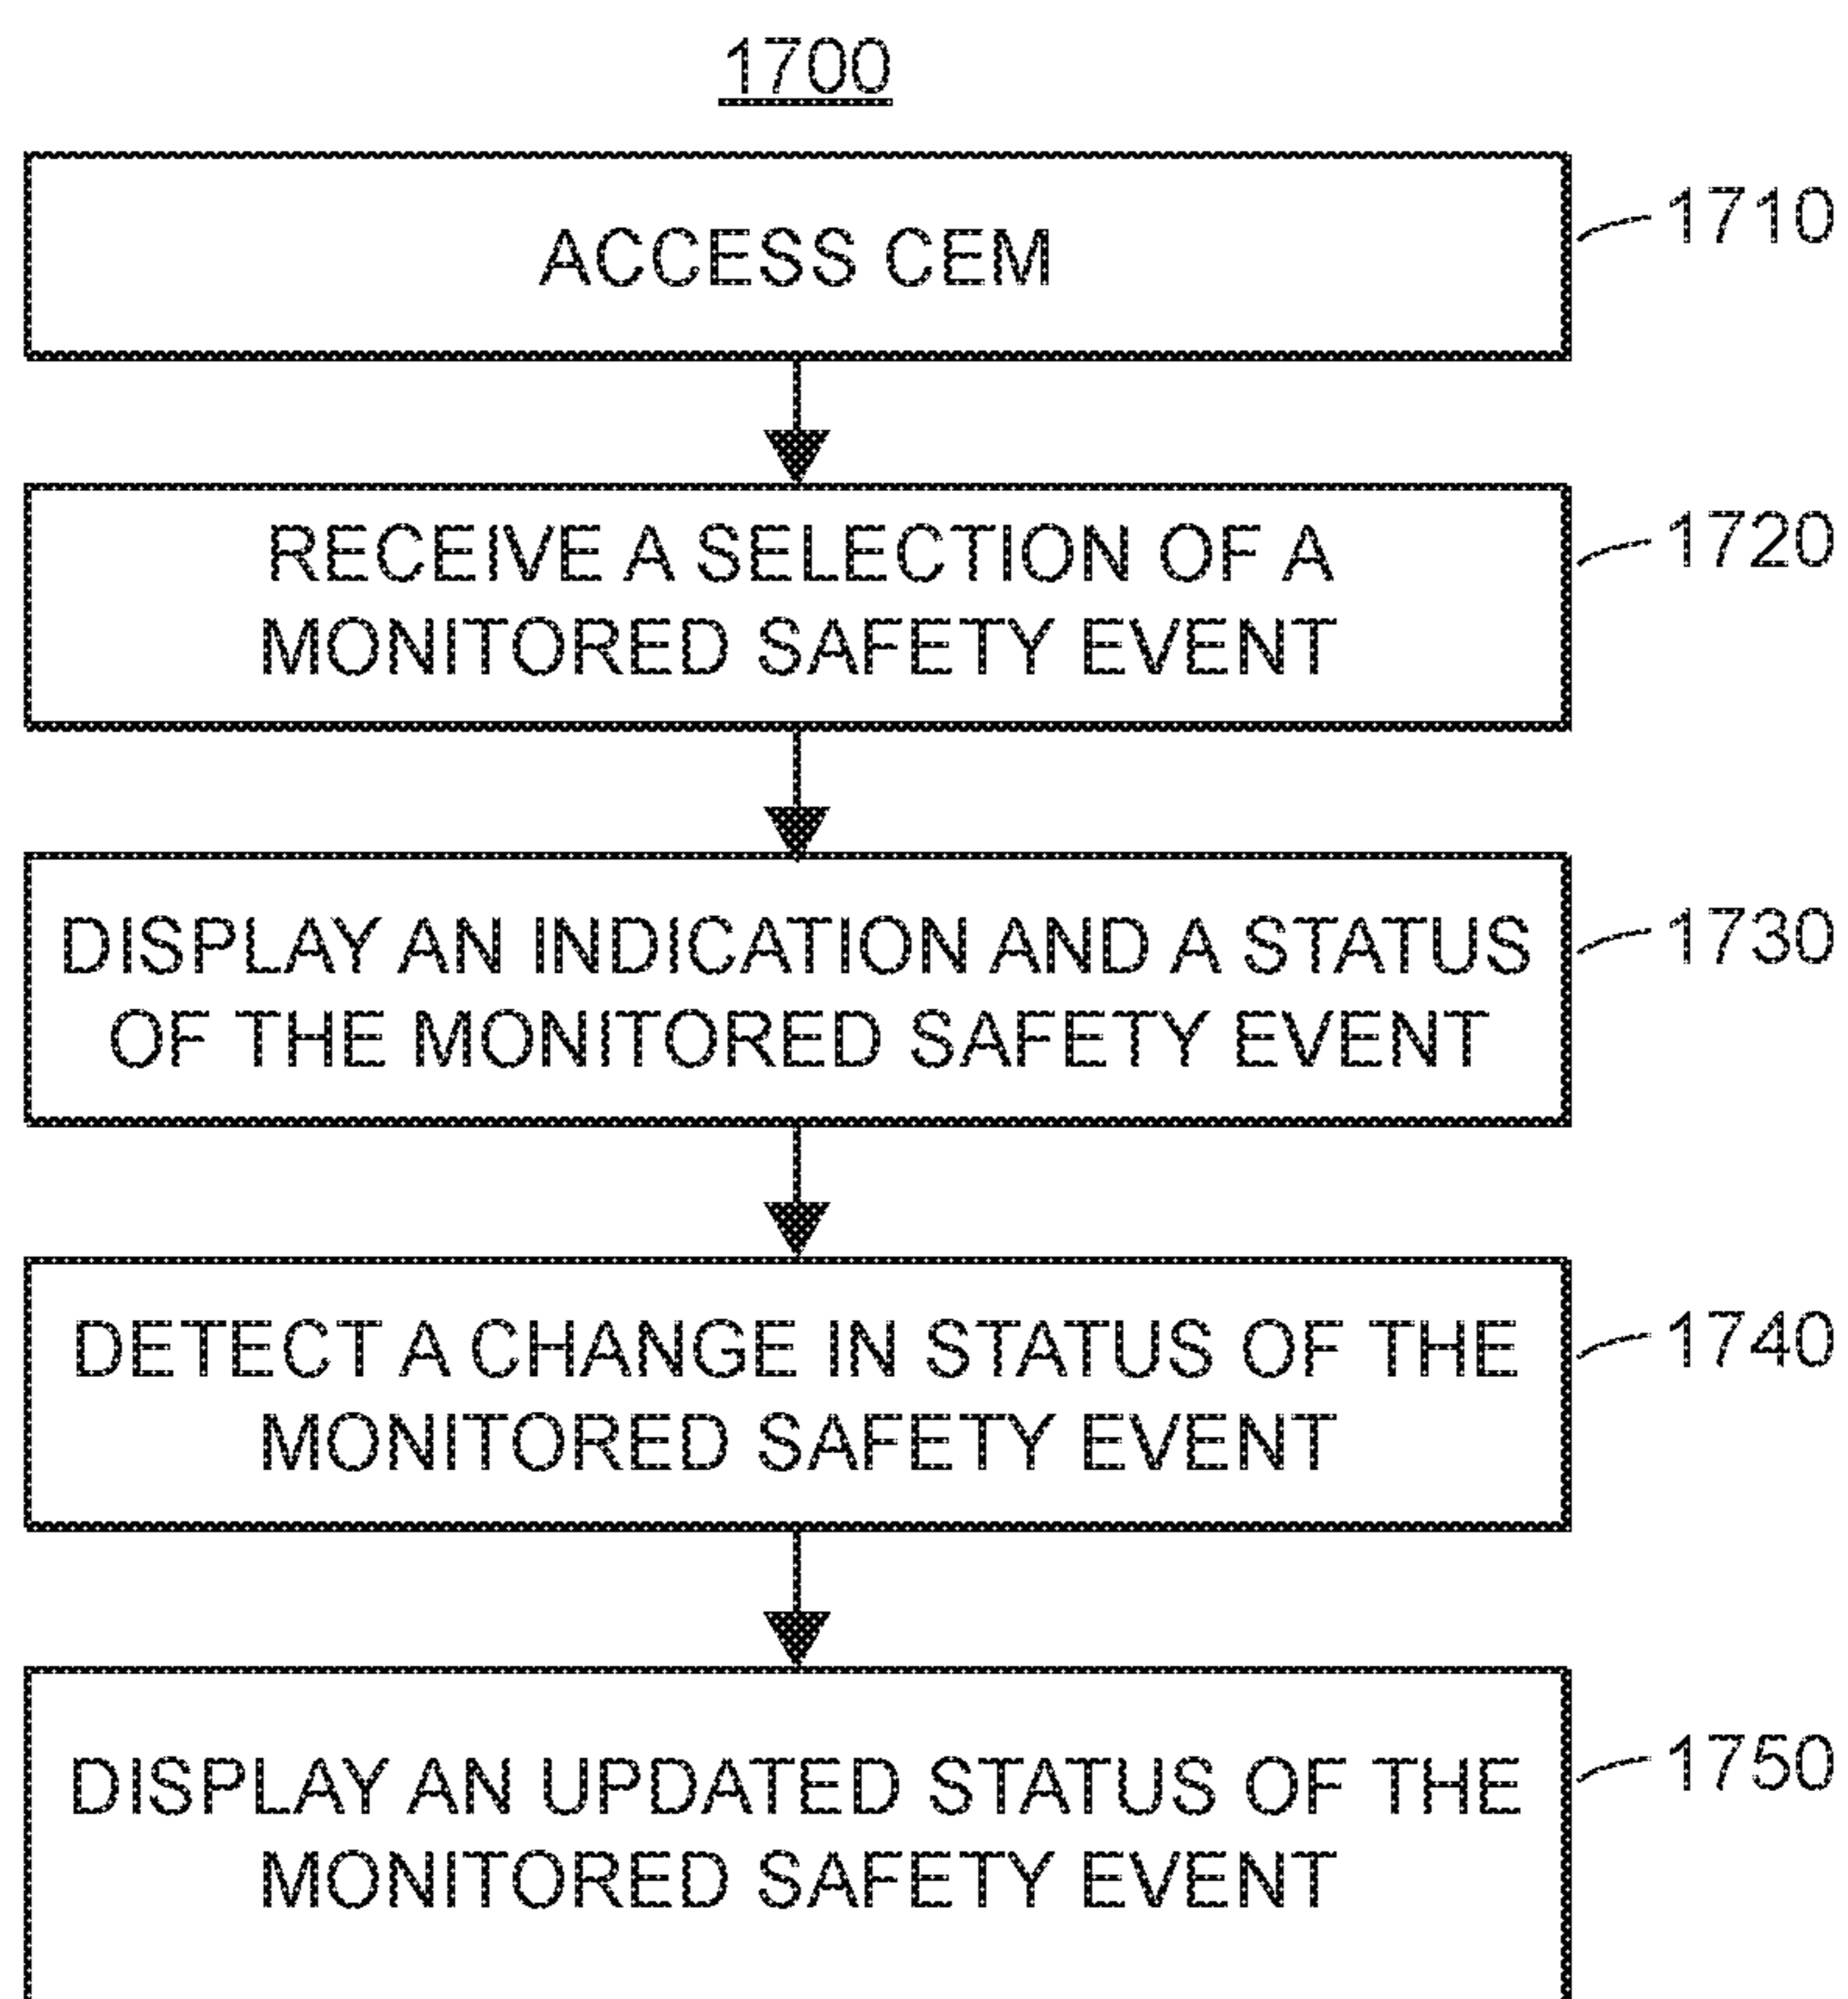 1700
ACCESS CEM
1710
RECEIVE A SELECTION OF A
MONITORED SAFETY EVENT
1720
DISPLAY AN INDICATION AND A STATUS
OF THE MONITORED SAFETY EVENT
1730
DETECT A CHANGE IN STATUS OF THE
MONITORED SAFETY EVENT
1740
DISPLAY AN UPDATED STATUS OF THE
MONITORED SAFETY EVENT
1750